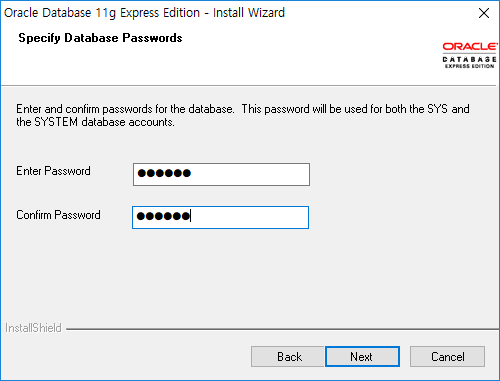 Oracle Database 11g Express Edition - Install Wizard
Specify Database Passwords
ORACLE
DATABASE
EXPRESS EDITION
Enter and confirm passwords for the database. This password will be used for both the SYS and
the SYSTEM database accounts.
Enter Password ●●●●●●
Confirm Password ●●●●●●
InstallShield
Back Next Cancel